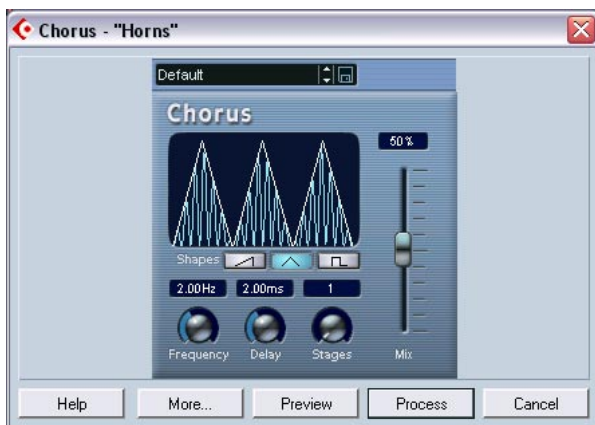 Chorus - "Horns"
Default
Chorus
50%
Shapes
2.00Hz 2.00ms 1
Frequency Delay Stages Mix
Help More... Preview Process Cancel